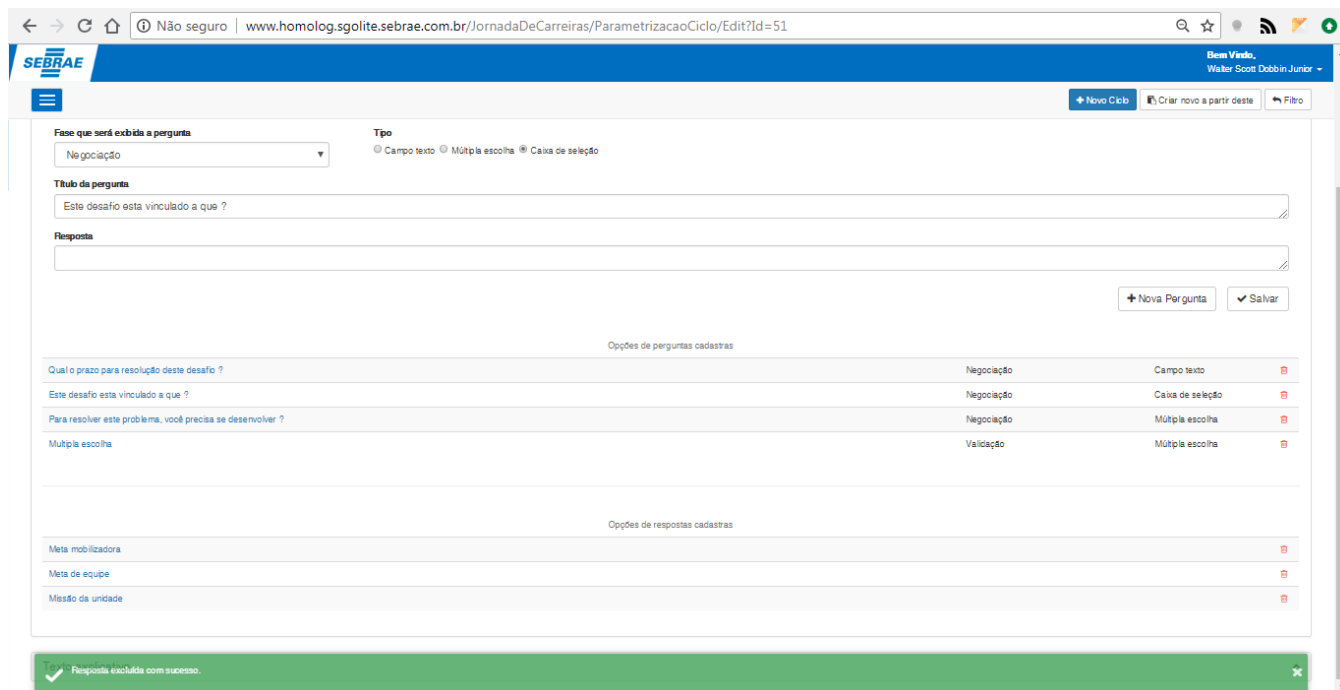 Não seguro | www.homolog.sgolite.sebrae.com.br/JornadaDeCarreiras/ParametrizacaoCiclo/Edit?Id=51
SEBRAE
Bem Vindo,
Walter Scott Dobbin Junior
Novo Ciclo Criar novo a partir deste Filtro
Fase que será exibida a pergunta Tipo
Negociação Campo texto Múltipla escolha Caixa de seleção
Título da pergunta
Este desafio esta vinculado a que ?
Resposta
Nova Pergunta Salvar
Opções de perguntas cadastras
Qual o prazo para resolução deste desafio ? Negociação Campo texto
Este desafio esta vinculado a que ? Negociação Caixa de seleção
Para resolver este problema, você precisa se desenvolver ? Negociação Múltipla escolha
Multipla escolha Validação Múltipla escolha
Opções de respostas cadastras
Meta mobilizadora
Meta de equipe
Missão da unidade
Texto explicativo
Resposta excluída com sucesso.